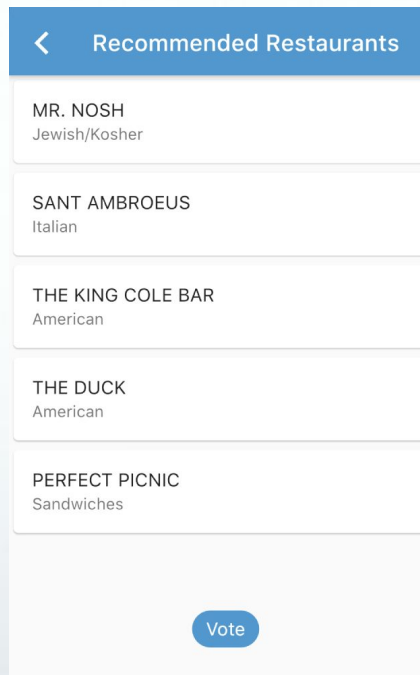 Recommended Restaurants
MR. NOSH
Jewish/Kosher
SANT AMBROEUS
Italian
THE KING COLE BAR
American
THE DUCK
American
PERFECT PICNIC
Sandwiches
Vote